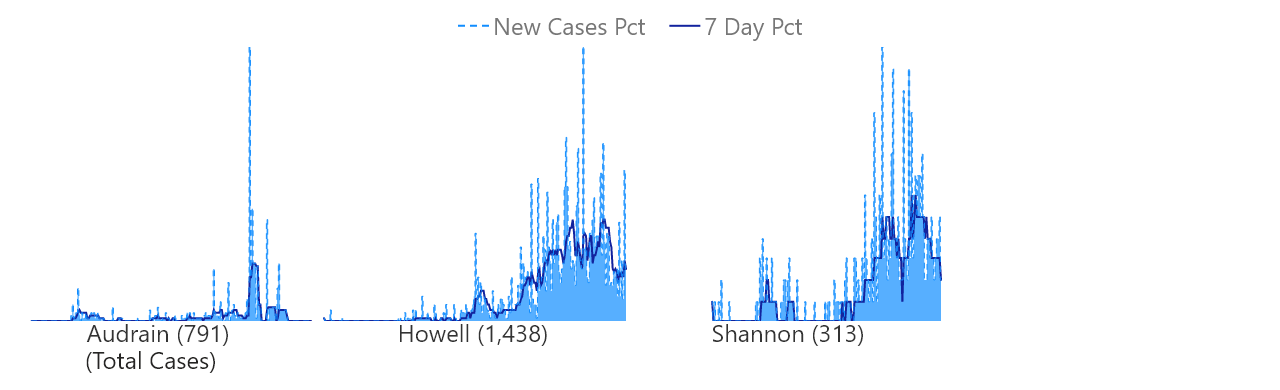 New Cases Pct 7 Day Pct
Audrain (791) Howell (1,438) Shannon (313)
(Total Cases)